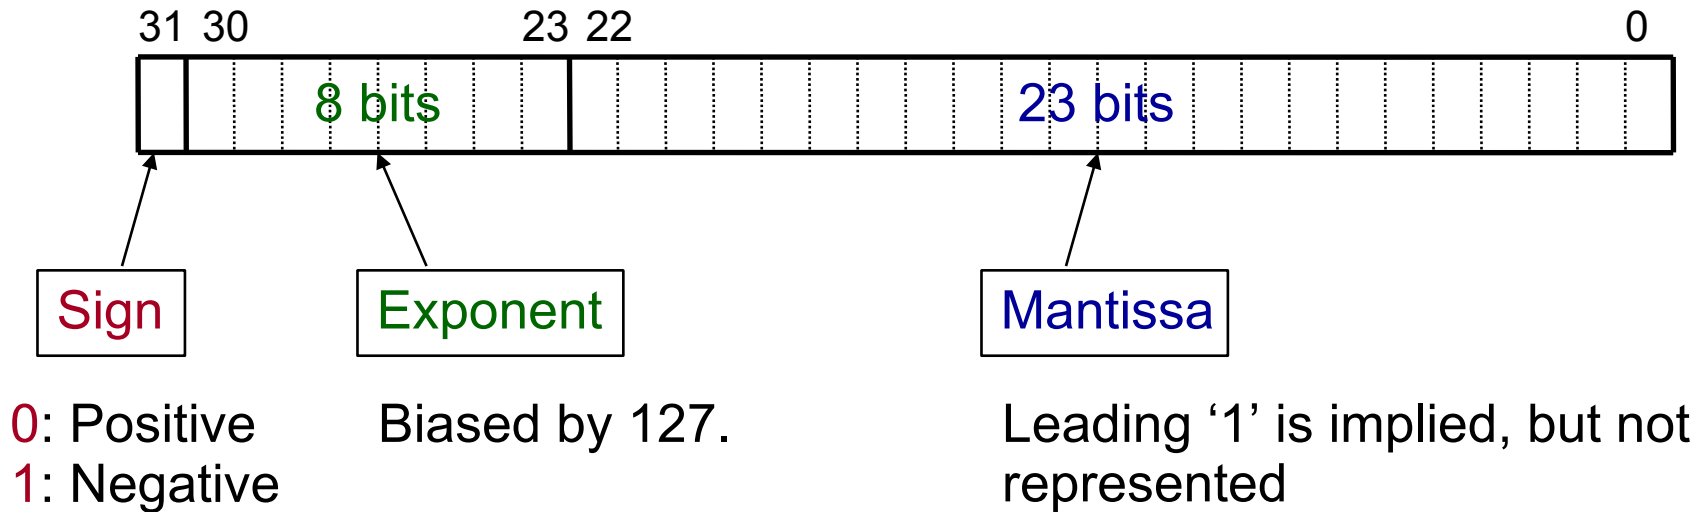 31 30 23 22 0
8 bits 23 bits
Sign Exponent Mantissa
0: Positive Biased by 127. Leading ‘1’ is implied, but not
1: Negative represented